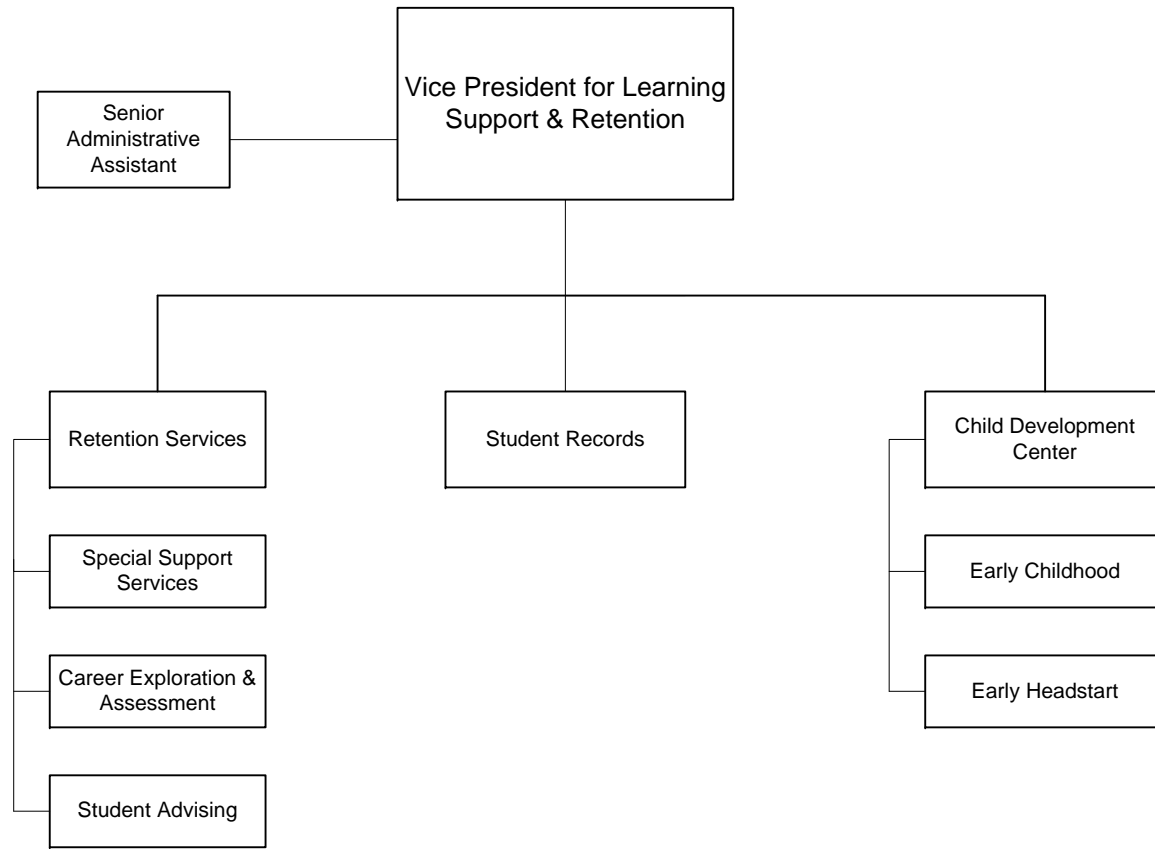 Vice President for Learning
Support & Retention
Senior
Administrative
Assistant
Retention Services
Student Records
Child Development
Center
Special Support
Services
Early Childhood
Career Exploration &
Assessment
Early Headstart
Student Advising